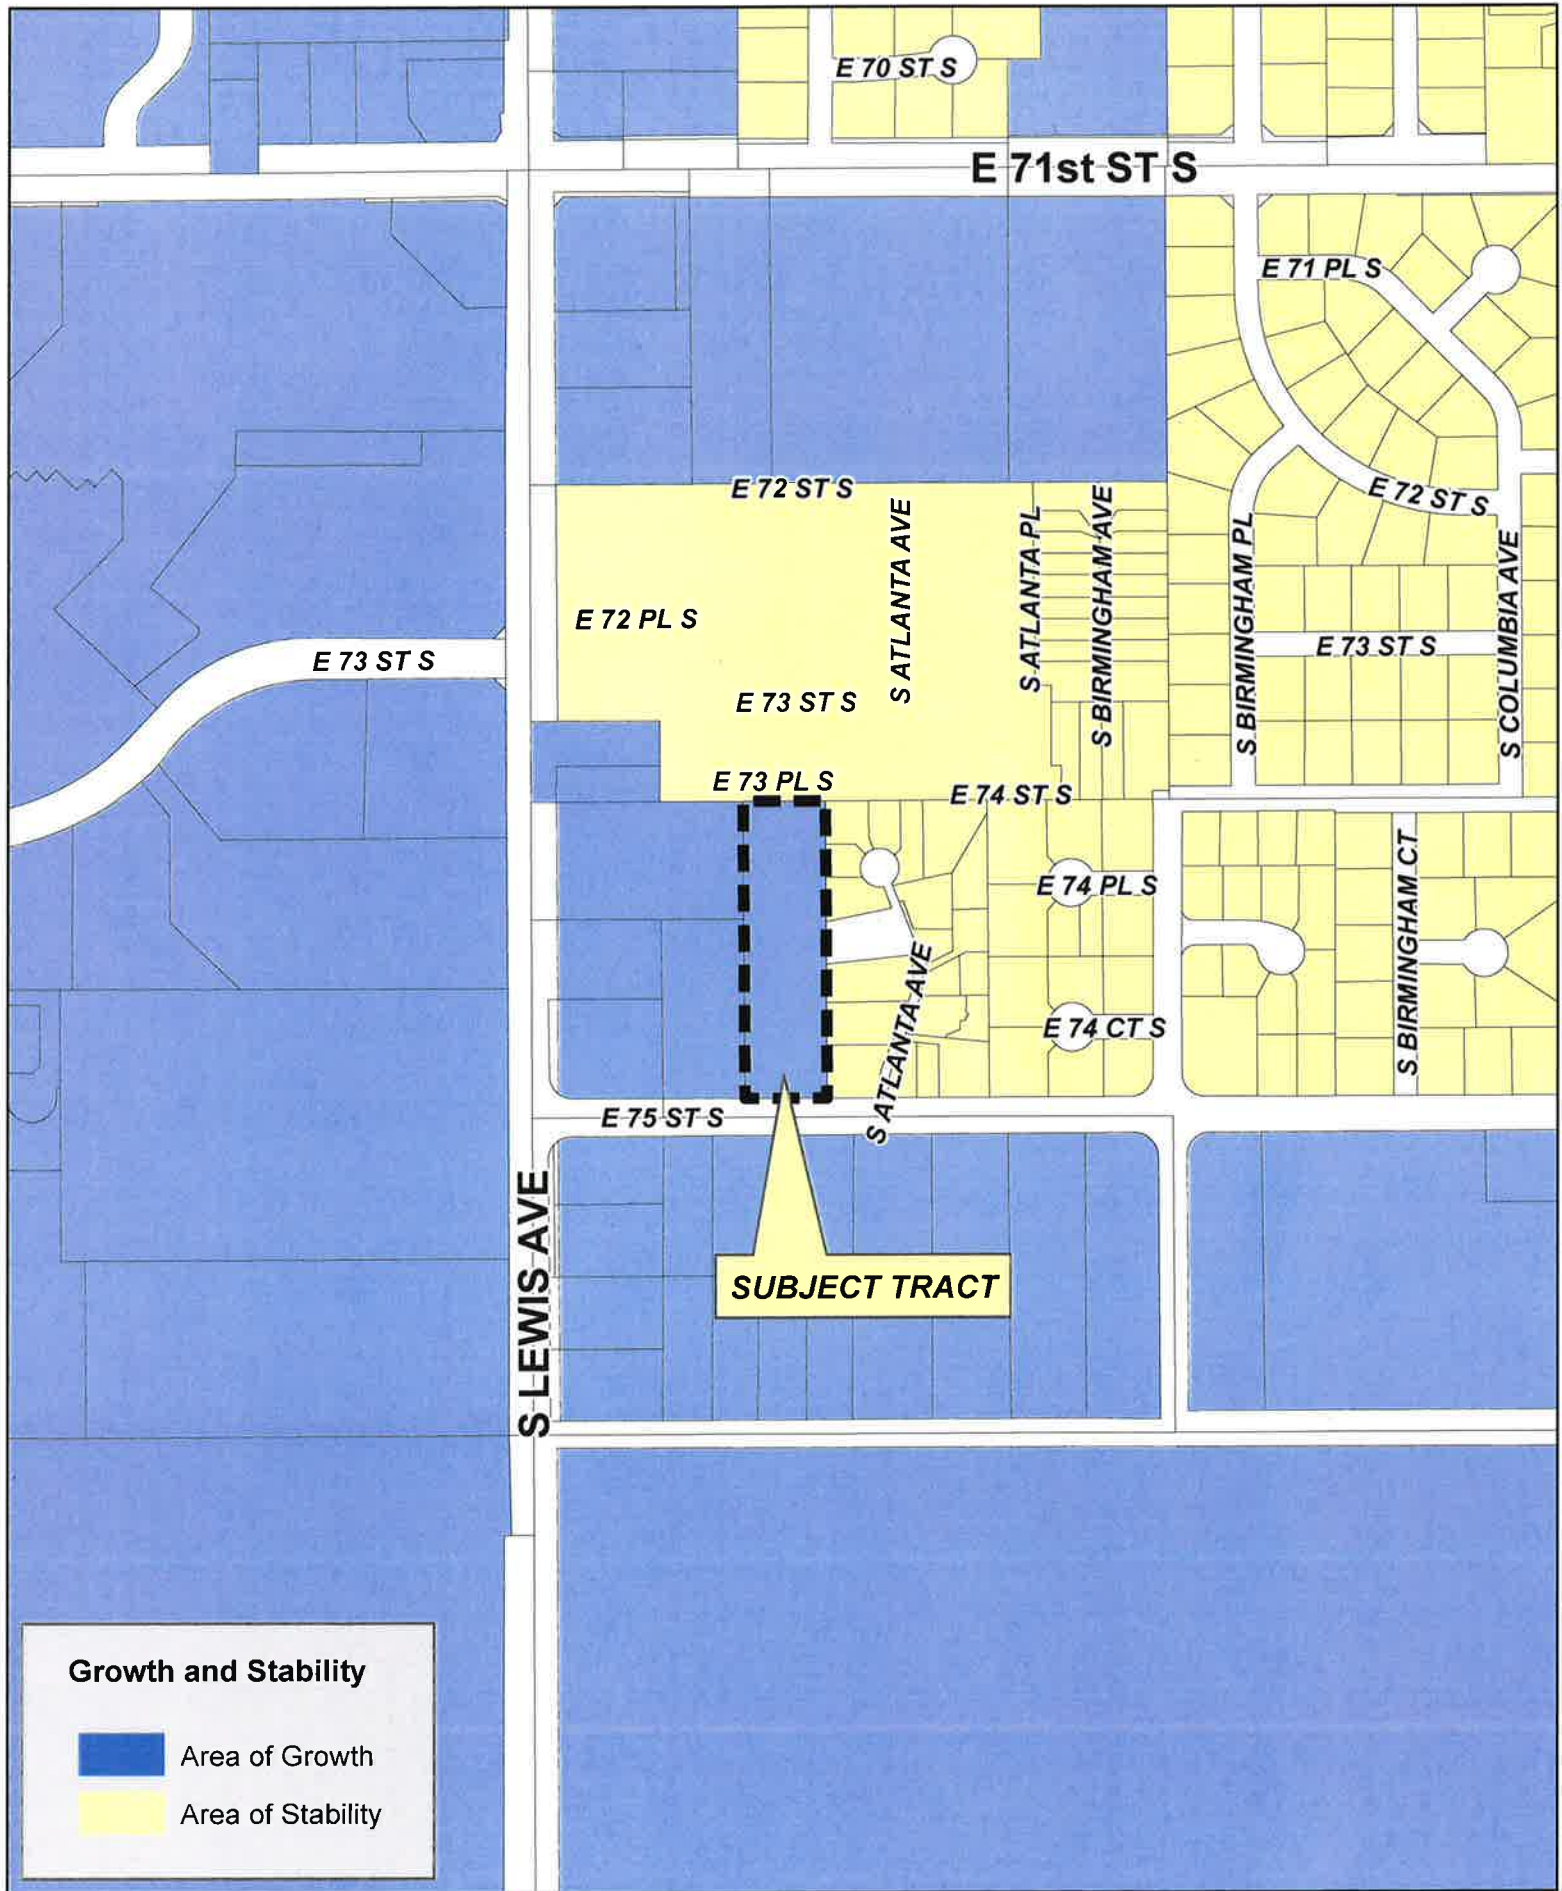 E 70 ST S
E 71st ST S
E 71 PL S
E 72 ST S
E 72 ST S
S ATLANTA AVE
S ATLANTA PL
S BIRMINGHAM AVE
S BIRMINGHAM PL
S COLUMBIA AVE
E 72 PL S
E 73 ST S
E 73 ST S
E 73 ST S
E 73 PL S
E 74 ST S
E 74 PL S
S BIRMINGHAM CT
S ATLANTA AVE
E 74 CT S
E 75 ST S
S LEWIS AVE
SUBJECT TRACT
Growth and Stability
Area of Growth
Area of Stability